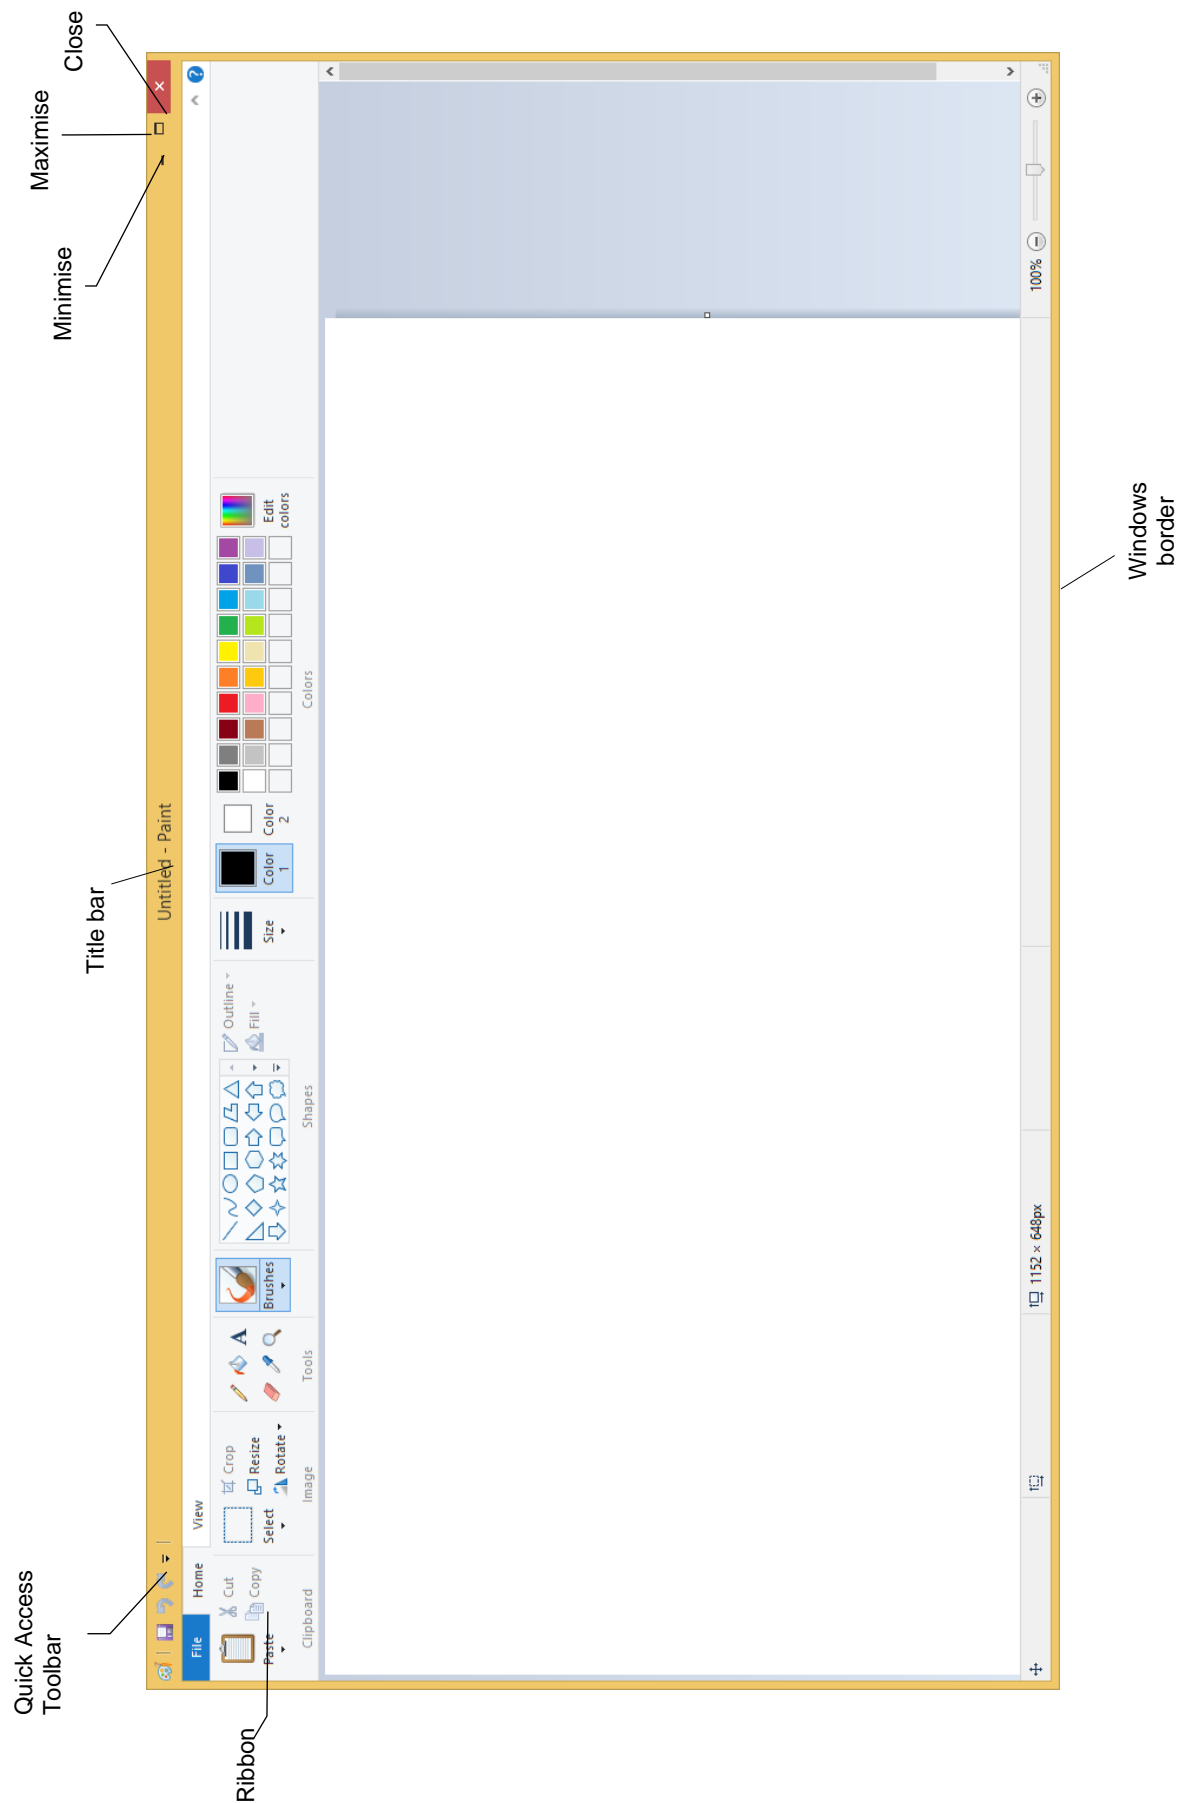 Quick Access
Toolbar
Title bar
Minimise
Maximise
Close
Untitled - Paint
File
Home
View
Paste
Cut
Copy
Clipboard
Select
Crop
Resize
Rotate
Image
A
Tools
Brushes
Outline
Fill
Shapes
Size
Color
1
Color
2
Edit
colors
Colors
Ribbon
1152 × 648px
100%
Windows
border